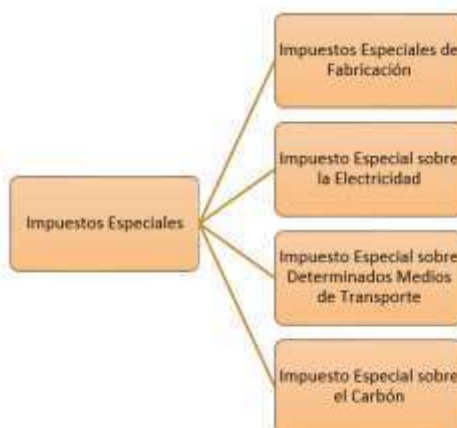 Impuestos Especiales
Impuestos Especiales de
Fabricación
Impuesto Especial sobre
la Electricidad
Impuesto Especial sobre
Determinados Medios
de Transporte
Impuesto Especial sobre
el Carbón